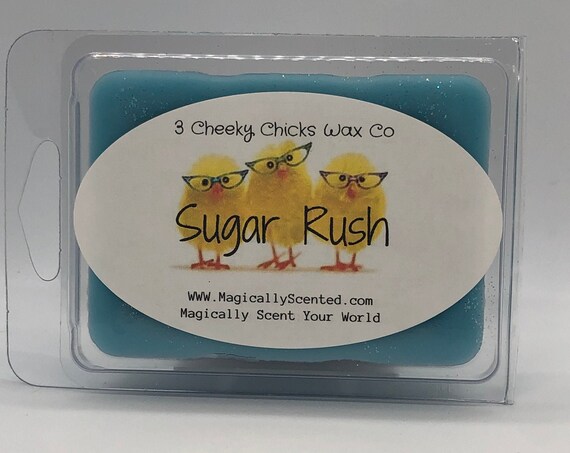 3 Cheeky Chicks Wax Co
Sugar Rush
WWW.MagicallyScented.com
Magically Scent Your World